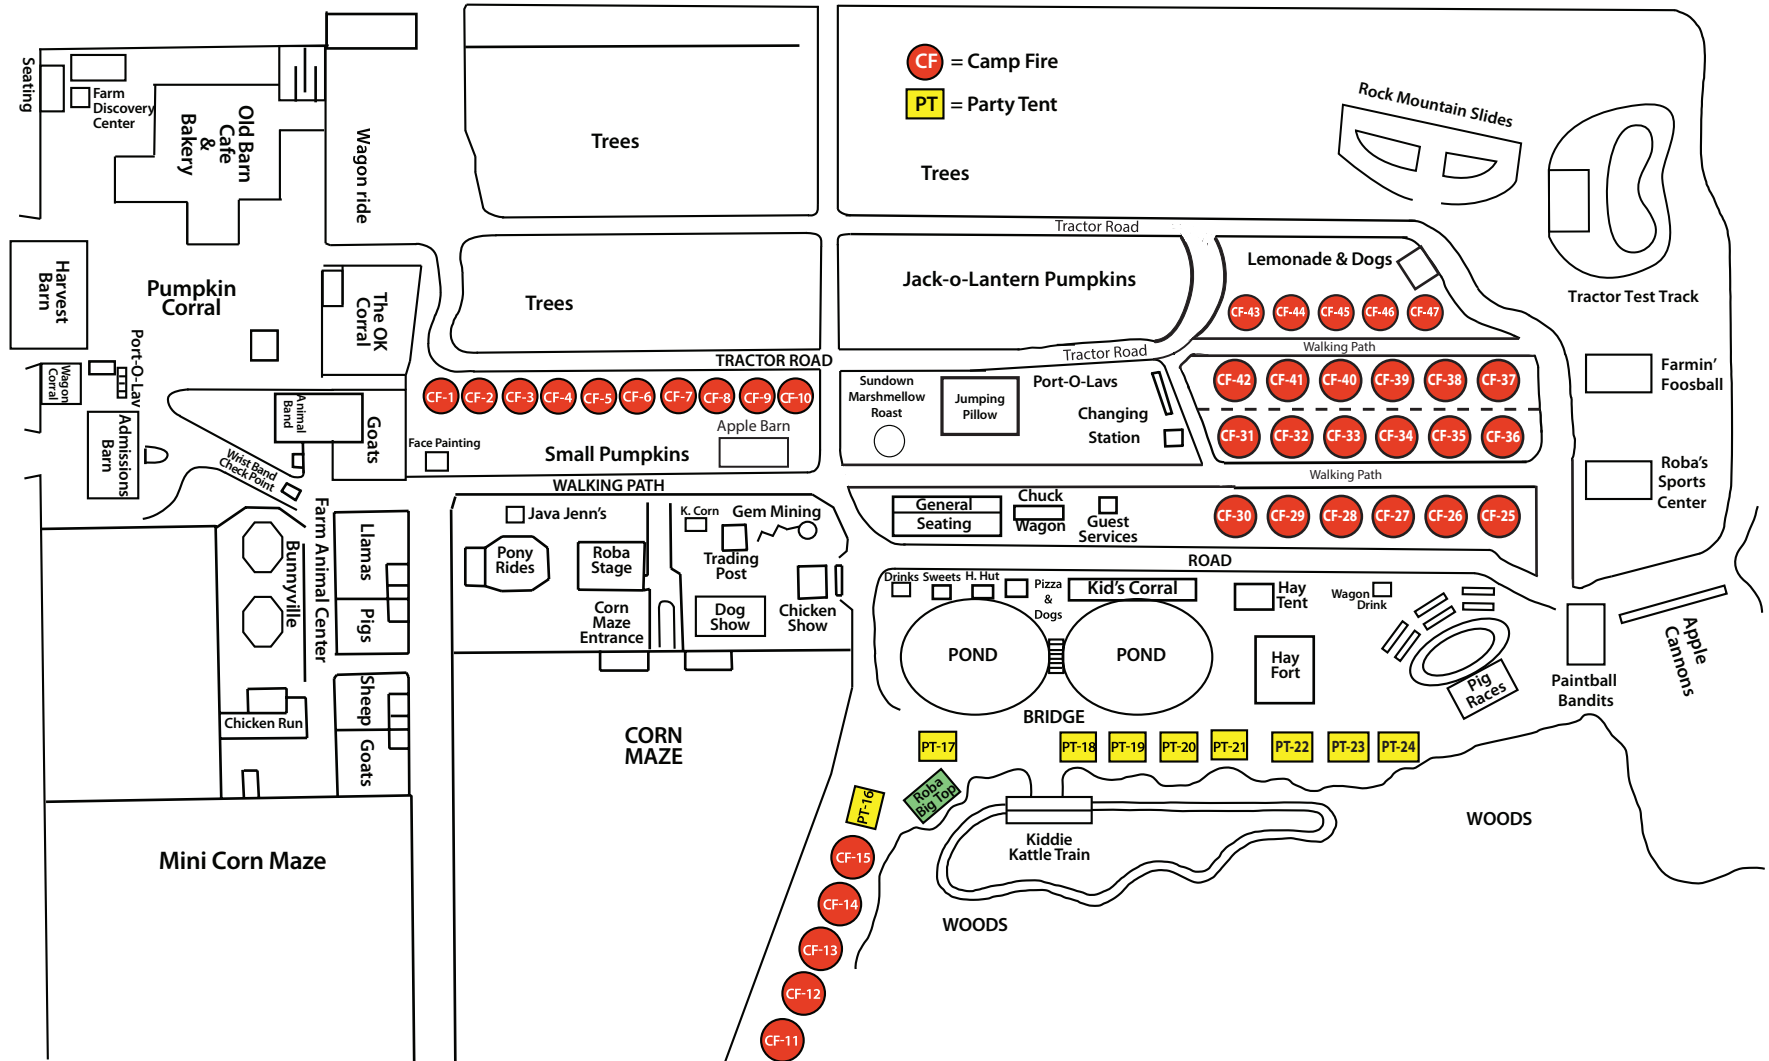 CF = Camp Fire
PT = Party Tent
Seating
Farm
Discovery
Center
Old Barn
Cafe
&
Bakery
Wagon ride
Trees
Trees
Rock Mountain Slides
Tractor Road
Harvest
Barn
Pumpkin
Corral
The OK
Corral
Trees
Jack-o-Lantern Pumpkins
Lemonade & Dogs
Tractor Test Track
CF-43
CF-44
CF-45
CF-46
CF-47
Port-O-Lav
Wagon
Corral
TRACTOR ROAD
Tractor Road
Walking Path
CF-1
CF-2
CF-3
CF-4
CF-5
CF-6
CF-7
CF-8
CF-9
CF-10
Sundown
Marshmellow
Roast
Jumping
Pillow
Port-O-Lavs
Changing
Station
CF-42
CF-41
CF-40
CF-39
CF-38
CF-37
Farmin'
Foosball
Admissions
Barn
Animal
Band
Goats
Face Painting
Small Pumpkins
Apple Barn
CF-31
CF-32
CF-33
CF-34
CF-35
CF-36
Wrist Band
Check Point
WALKING PATH
Walking Path
Roba's
Sports
Center
Farm Animal Center
Bunnyville
Llamas
Pigs
Sheep
Goats
Chicken Run
Java Jenn's
Pony
Rides
Roba
Stage
Corn
Maze
Entrance
K. Corn
Gem Mining
Trading
Post
Dog
Show
Chicken
Show
General
Seating
Chuck
Wagon
Guest
Services
CF-30
CF-29
CF-28
CF-27
CF-26
CF-25
ROAD
Drinks
Sweets
H. Hut
Pizza
&
Dogs
Kid's Corral
Hay
Tent
Wagon
Drink
POND
POND
Hay
Fort
Pig
Races
Paintball
Bandits
Apple
Cannons
BRIDGE
CORN
MAZE
PT-17
PT-18
PT-19
PT-20
PT-21
PT-22
PT-23
PT-24
Roba
Big Top
PT-16
Kiddie
Kattle Train
WOODS
Mini Corn Maze
CF-15
CF-14
CF-13
CF-12
CF-11
WOODS